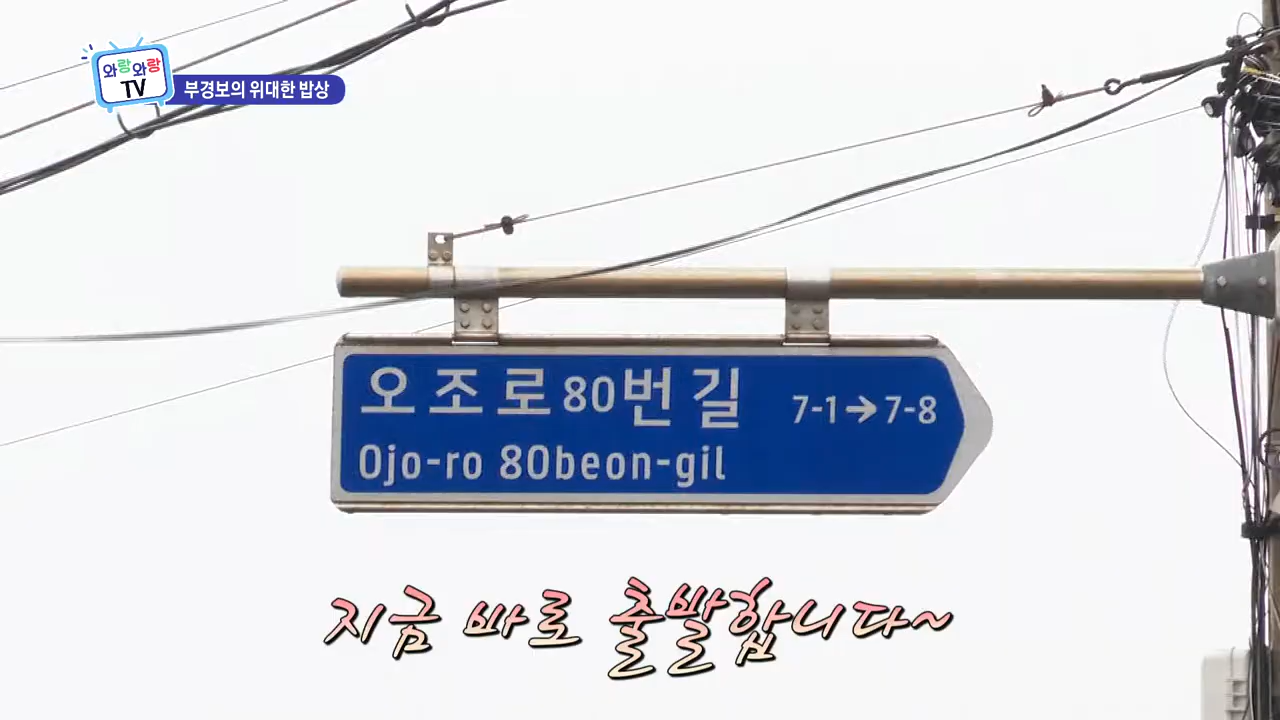 와랑와랑
TV
부경보의 위대한 밥상
오조로80번길 7-1→7-8
Ojo-ro 80beon-gil
지금 바로 출발합니다~